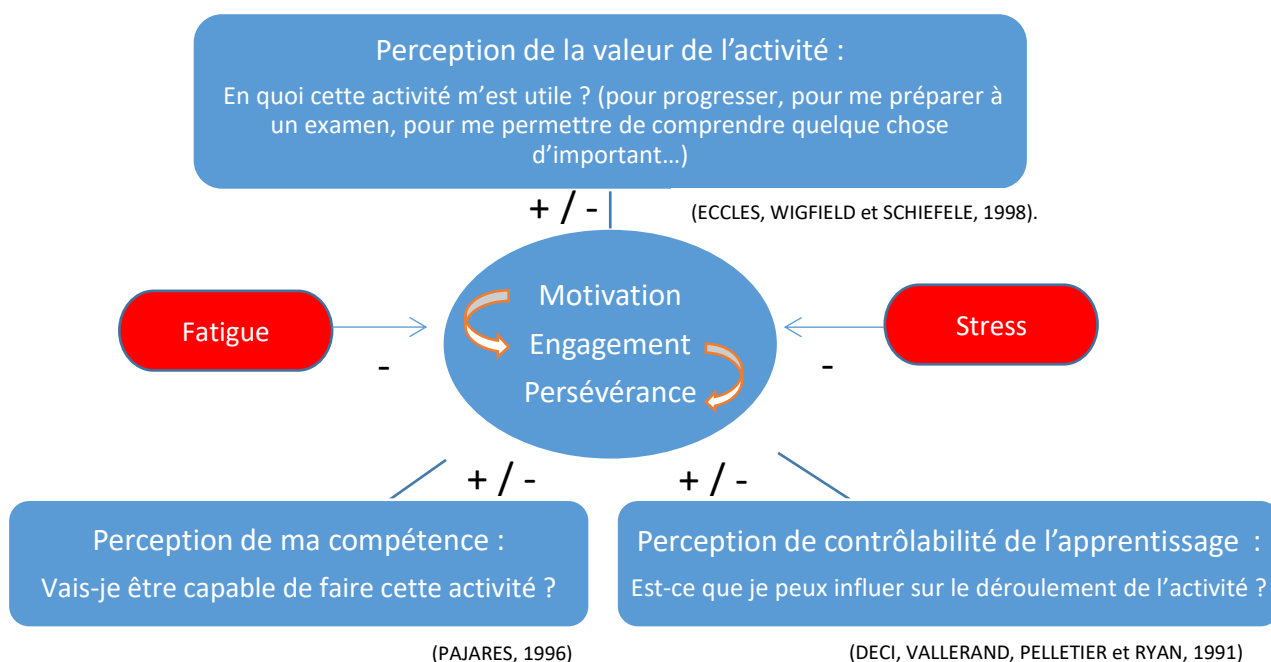 Perception de la valeur de l’activité :
En quoi cette activité m’est utile ? (pour progresser, pour me préparer à
un examen, pour me permettre de comprendre quelque chose
d’important…)
+ / -
(ECCLES, WIGFIELD et SCHIEFELE, 1998).
Motivation
Fatigue
Engagement
Stress
-
-
Persévérance
+ / -
+ / -
Perception de ma compétence :
Vais-je être capable de faire cette activité ?
Perception de contrôlabilité de l’apprentissage :
Est-ce que je peux influer sur le déroulement de l’activité ?
(PAJARES, 1996)
(DECI, VALLERAND, PELLETIER et RYAN, 1991)